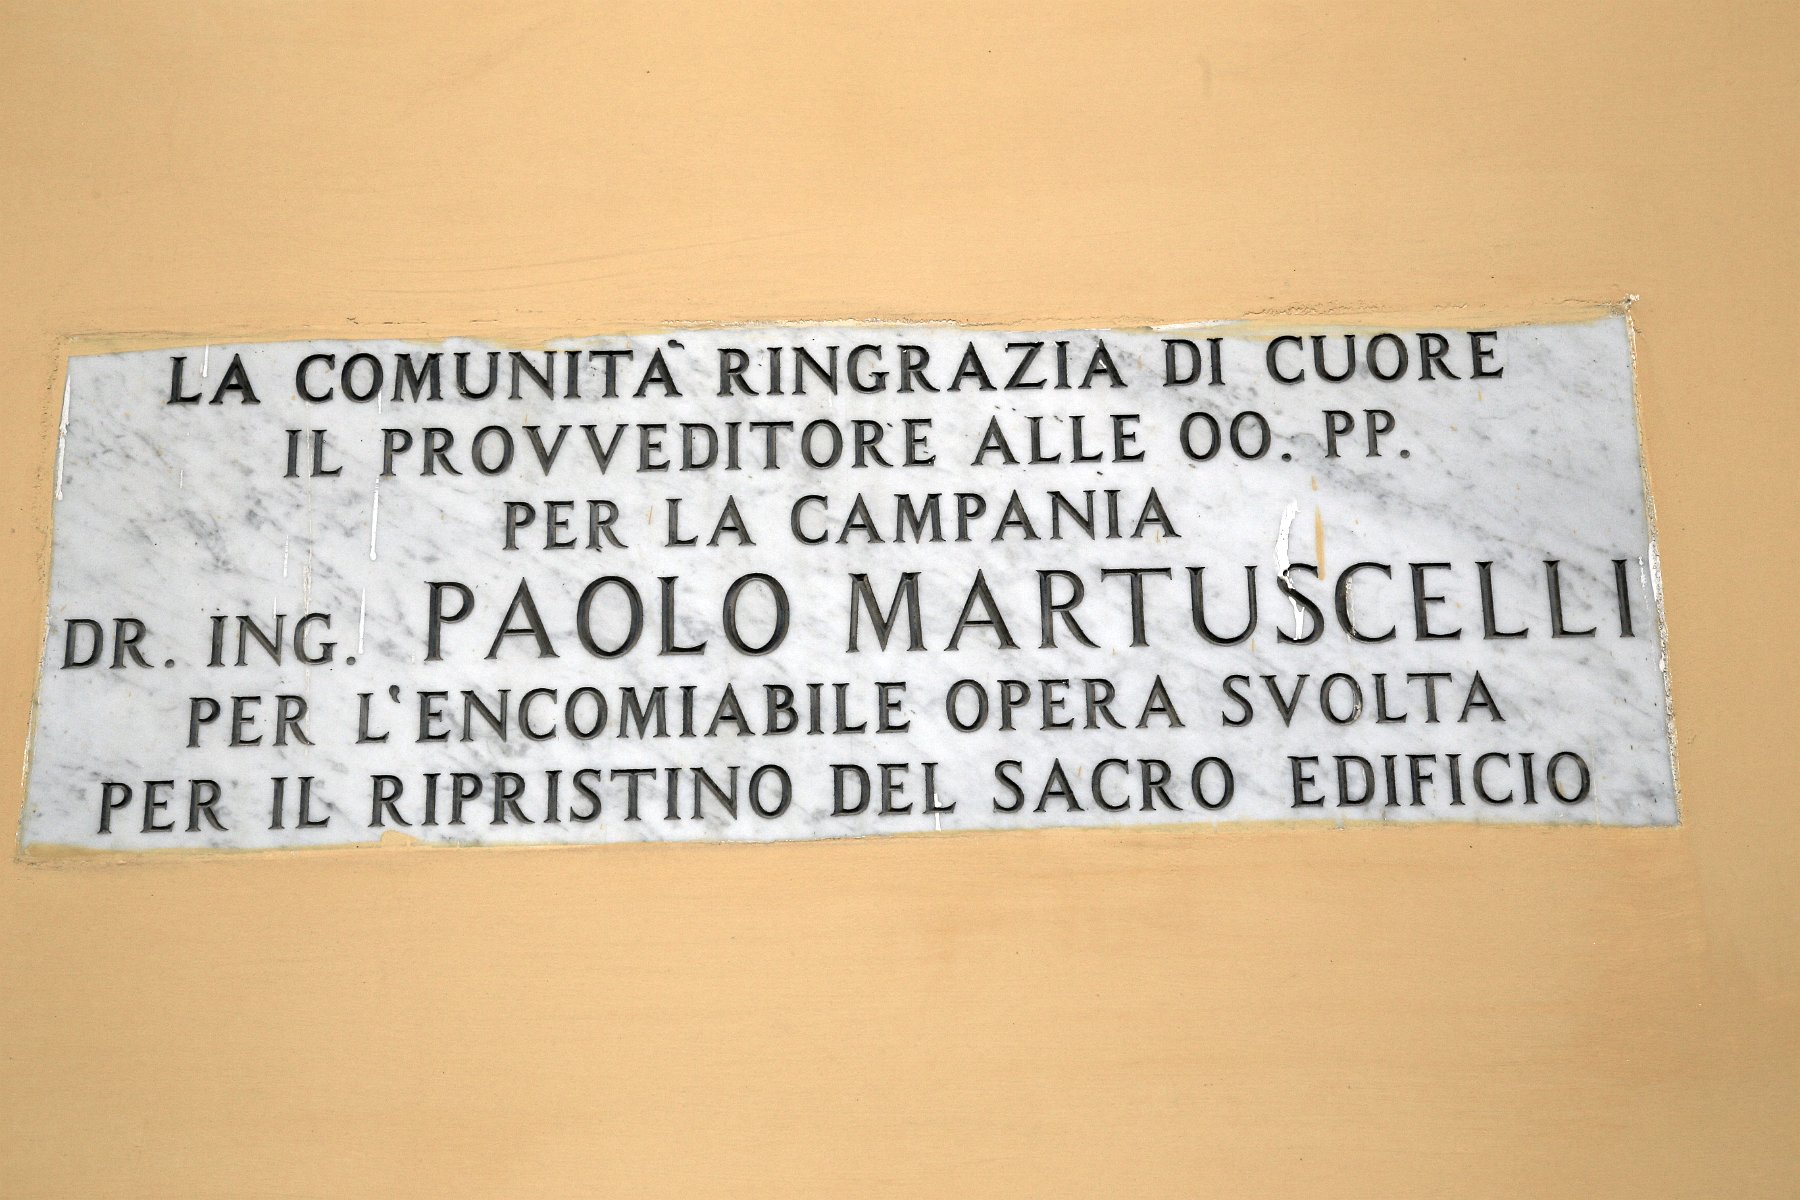 LA COMUNITA' RINGRAZIA DI CUORE
IL PROVVEDITORE ALLE OO. PP.
PER LA CAMPANIA
DR. ING. PAOLO MARTUSCELLI
PER L'ENCOMIABILE OPERA SVOLTA
PER IL RIPRISTINO DEL SACRO EDIFICIO